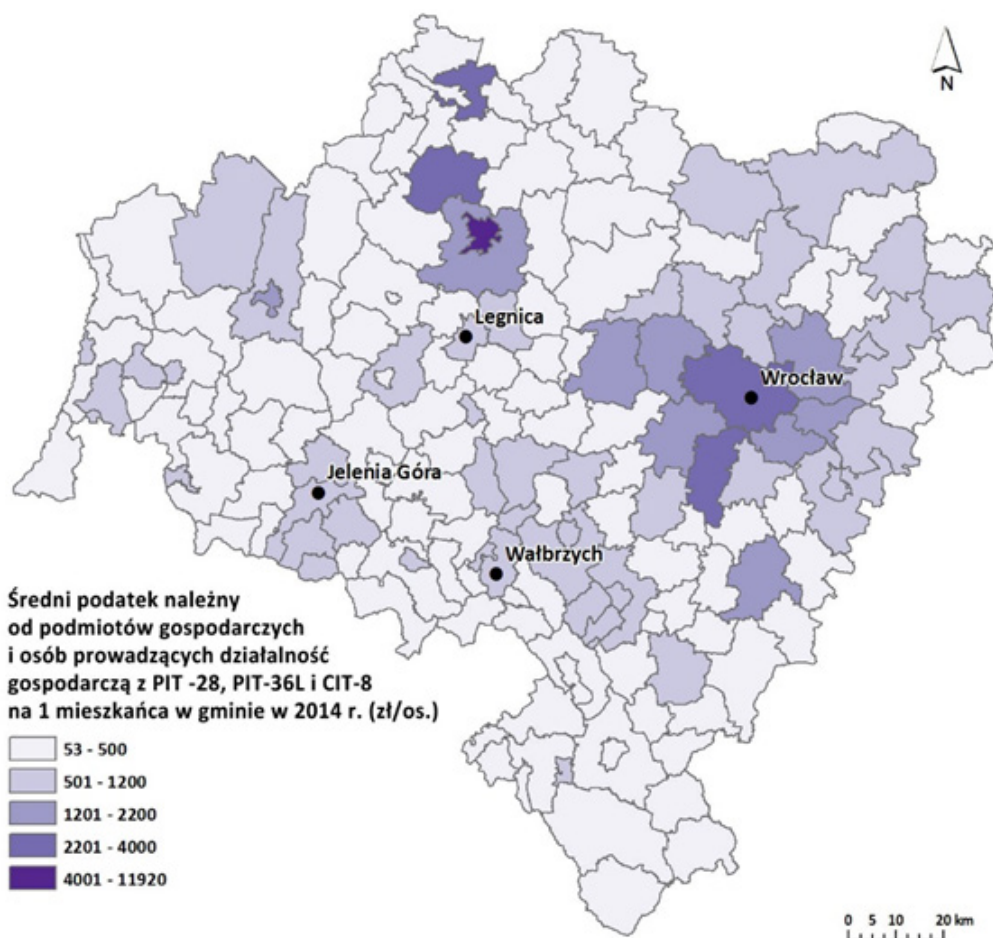 N
Legnica
Wrocław
Jelenia Góra
Wałbrzych
Średni podatek należny
od podmiotów gospodarczych
i osób prowadzących działalność
gospodarczą z PIT -28, PIT-36L i CIT-8
na 1 mieszkańca w gminie w 2014 r. (zł/os.)
53 - 500
501 - 1200
1201 - 2200
2201 - 4000
4001 - 11920
0 5 10 20 km